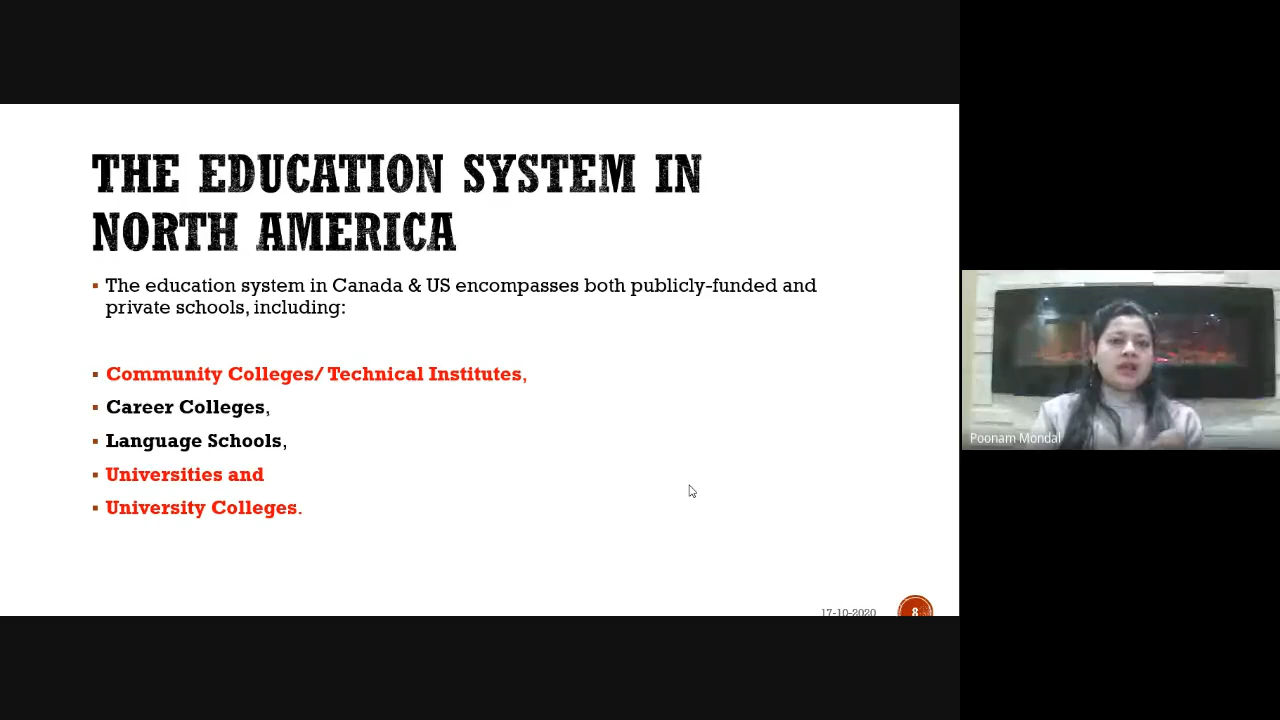 THE EDUCATION SYSTEM IN
NORTH AMERICA
▪ The education system in Canada & US encompasses both publicly-funded and
private schools, including:
▪ Community Colleges/ Technical Institutes,
▪ Career Colleges,
▪ Language Schools,
▪ Universities and
▪ University Colleges.
17-10-2020
8
Poonam Mondal